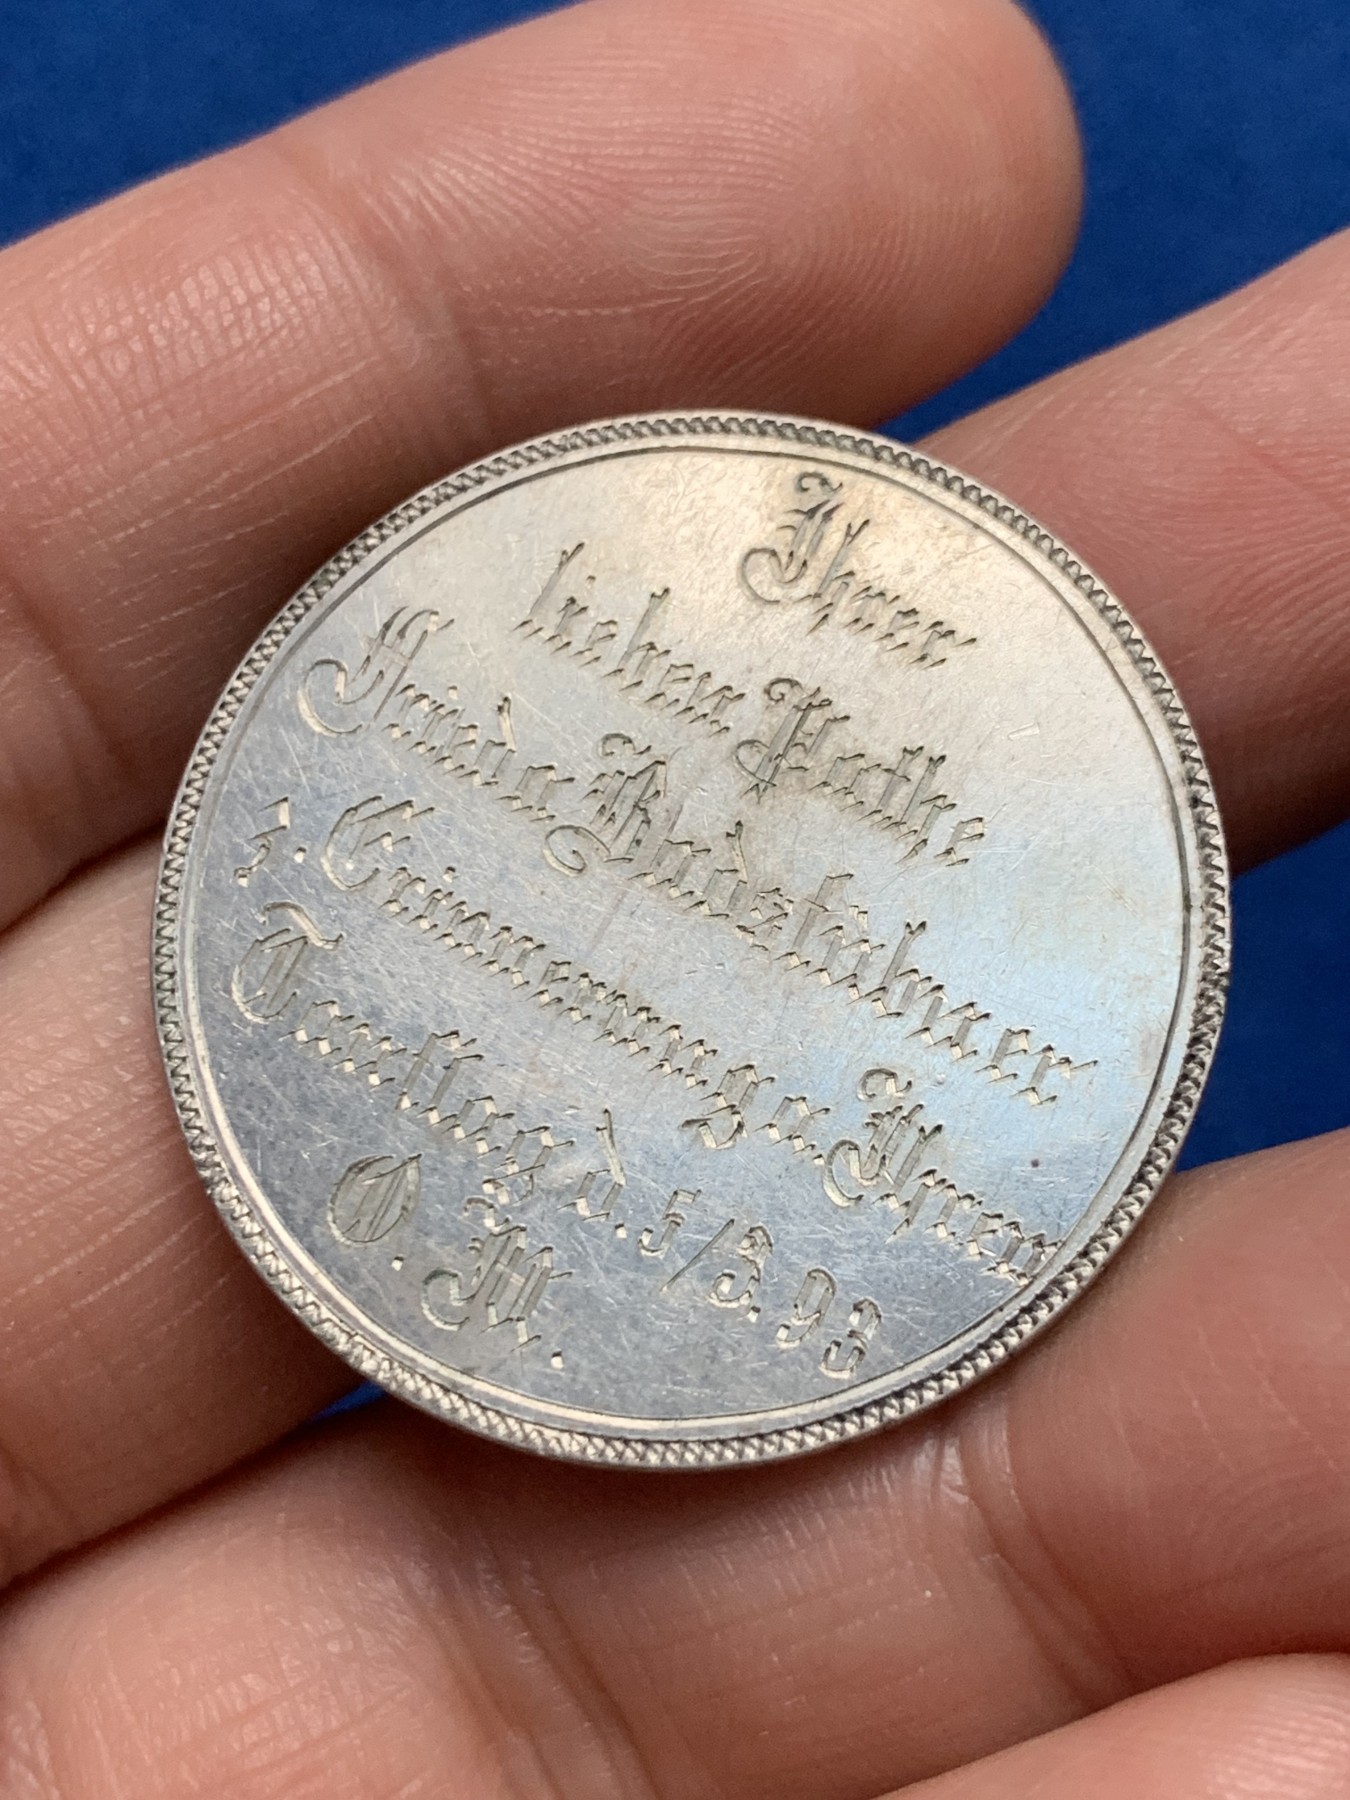 Ihrer
lieben Pathe
Frieda Badstübner
z. Erinnerung a. Ihren
Tauftag d. 5/3. 93
O. M.